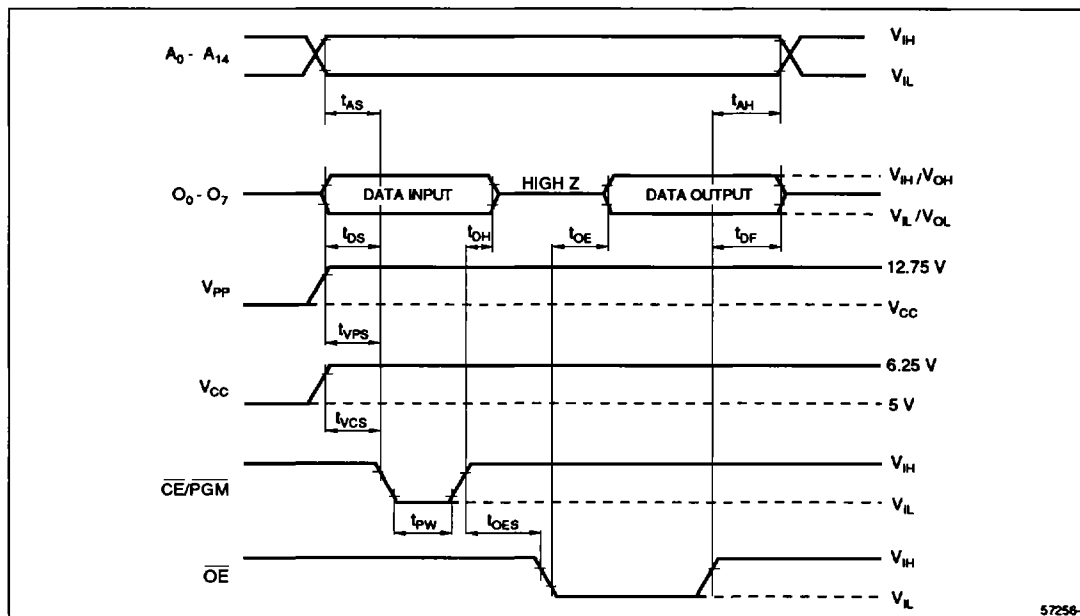 A0 - A14
VIH
VIL
tAS
tAH
O0 - O7
DATA INPUT
HIGH Z
DATA OUTPUT
VIH /VOH
VIL /VOL
tDS
tOH
tOE
tDF
VPP
12.75 V
VCC
tVPS
VCC
6.25 V
5 V
tVCS
CE/PGM
VIH
VIL
tPW
tOES
OE
VIH
VIL